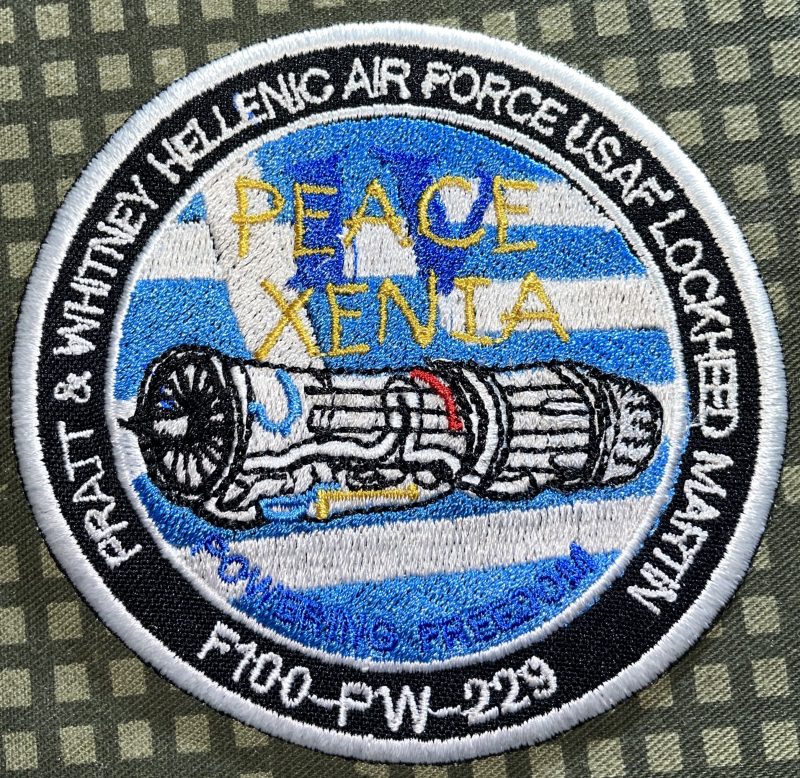 PRATT & WHITNEY HELLENIC AIR FORCE USAF LOCKHEED MARTIN
PEACE
XENIA
POWERING FREEDOM
F100-PW-229